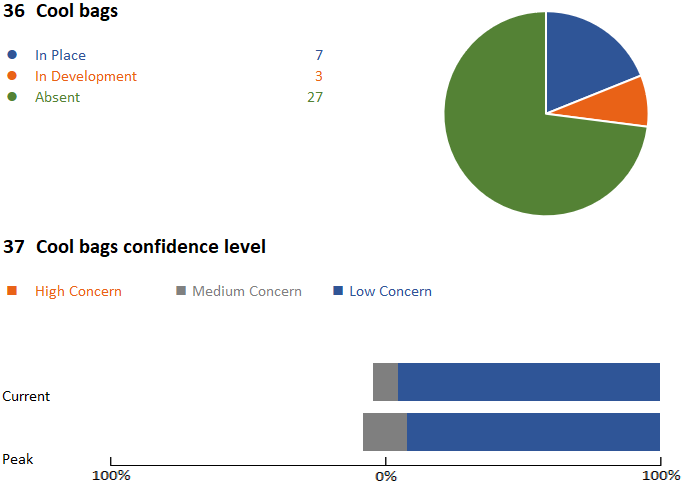 36 Cool bags
In Place 7
In Development 3
Absent 27
37 Cool bags confidence level
High Concern Medium Concern Low Concern
Current
Peak
100% 0% 100%